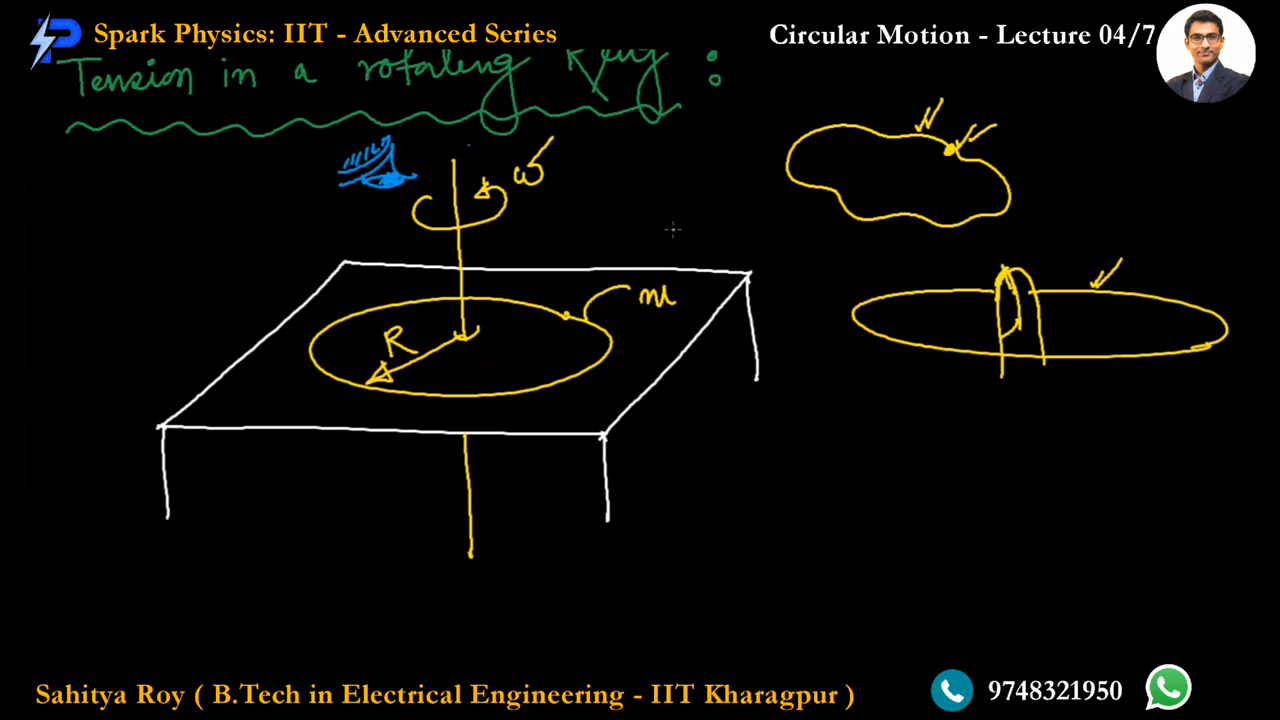 Spark Physics: IIT - Advanced Series
Circular Motion - Lecture 04/7
Tension in a rotating Ring :
ω
m
R
Sahitya Roy ( B.Tech in Electrical Engineering - IIT Kharagpur )
9748321950